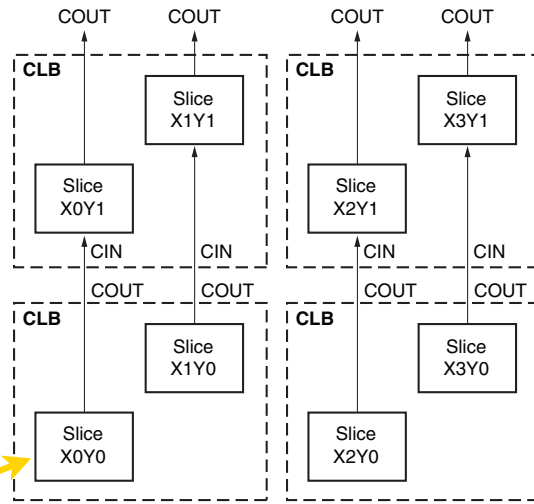 COUT COUT COUT COUT
CLB
Slice
X1Y1
Slice
X0Y1
CIN CIN
CLB
Slice
X3Y1
Slice
X2Y1
CIN CIN
COUT COUT COUT COUT
CLB
Slice
X1Y0
Slice
X0Y0
CLB
Slice
X3Y0
Slice
X2Y0